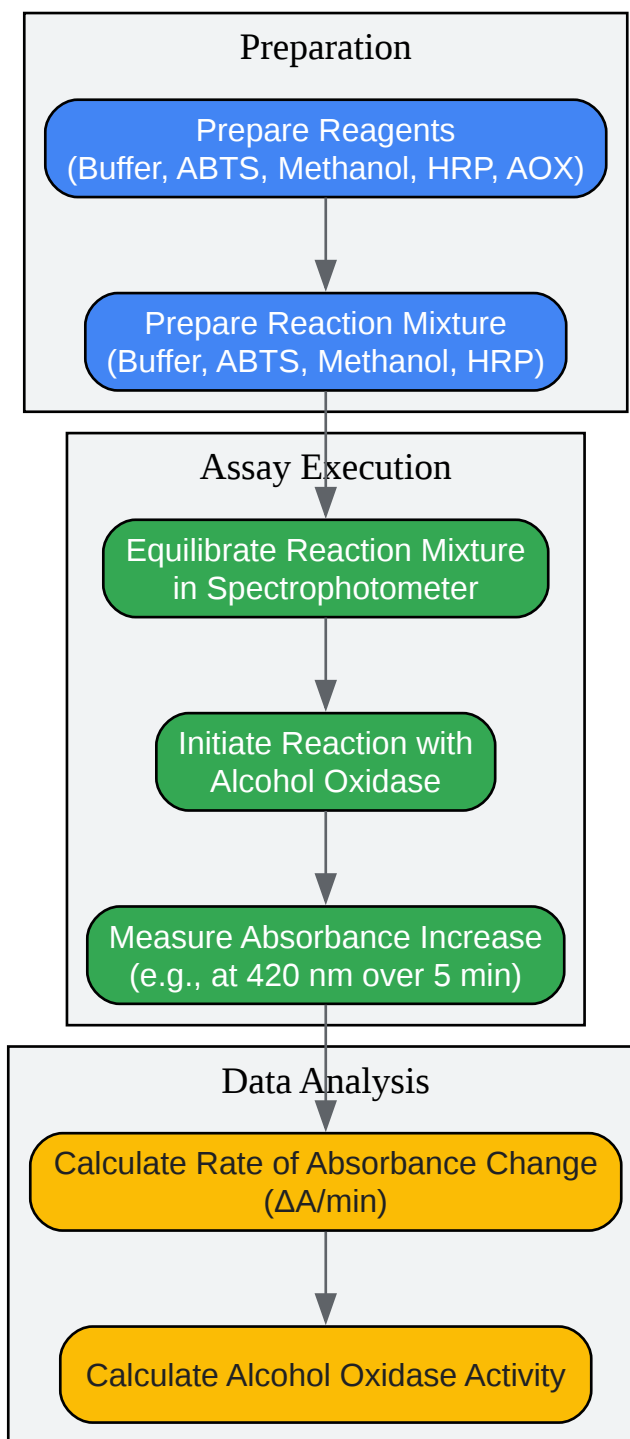 Preparation
Prepare Reagents
(Buffer, ABTS, Methanol, HRP, AOX)
Prepare Reaction Mixture
(Buffer, ABTS, Methanol, HRP)
Assay Execution
Equilibrate Reaction Mixture
in Spectrophotometer
Initiate Reaction with
Alcohol Oxidase
Measure Absorbance Increase
(e.g., at 420 nm over 5 min)
Data Analysis
Calculate Rate of Absorbance Change
(ΔA/min)
Calculate Alcohol Oxidase Activity